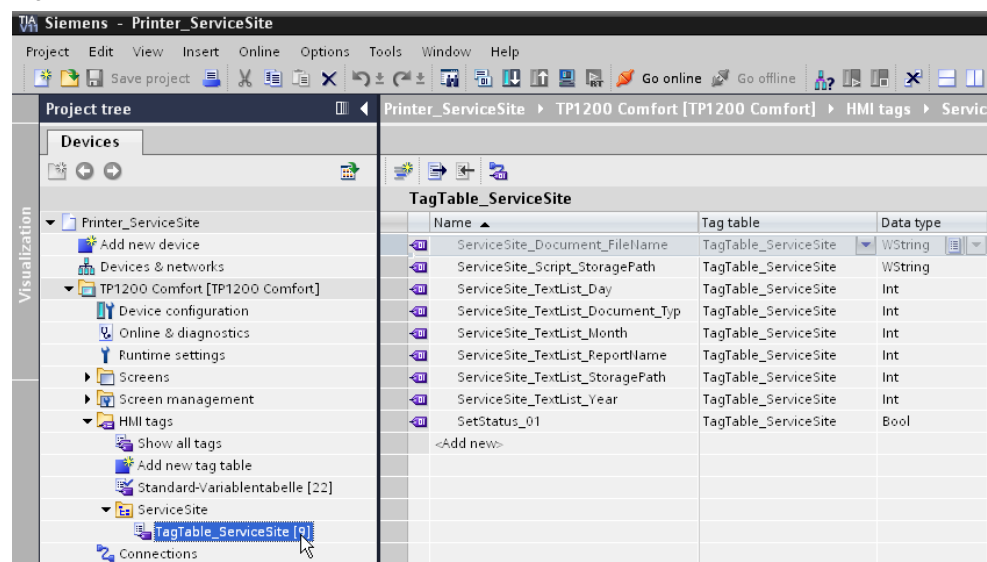 Siemens - Printer_ServiceSite
Project Edit View Insert Online Options Tools Window Help
Save project Go online Go offline
Project tree
Printer_ServiceSite TP1200 Comfort [TP1200 Comfort] HMI tags Servic
Devices
TagTable_ServiceSite
Visualization
Name Tag table Data type
Printer_ServiceSite
Add new device
Devices & networks
TP1200 Comfort [TP1200 Comfort]
Device configuration
Online & diagnostics
Runtime settings
Screens
Screen management
HMI tags
Show all tags
Add new tag table
Standard-Variablentabelle [22]
ServiceSite
TagTable_ServiceSite [9]
Connections
ServiceSite_Document_FileName TagTable_ServiceSite WString
ServiceSite_Script_StoragePath TagTable_ServiceSite WString
ServiceSite_TextList_Day TagTable_ServiceSite Int
ServiceSite_TextList_Document_Typ TagTable_ServiceSite Int
ServiceSite_TextList_Month TagTable_ServiceSite Int
ServiceSite_TextList_ReportName TagTable_ServiceSite Int
ServiceSite_TextList_StoragePath TagTable_ServiceSite Int
ServiceSite_TextList_Year TagTable_ServiceSite Int
SetStatus_01 TagTable_ServiceSite Bool
<Add new>